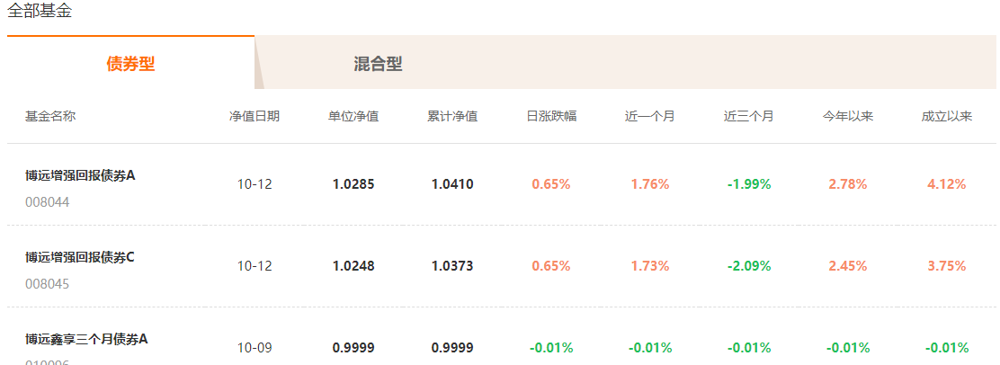 全部基金
债券型 混合型
基金名称 净值日期 单位净值 累计净值 日涨跌幅 近一个月 近三个月 今年以来 成立以来
博远增强回报债券A
008044
10-12 1.0285 1.0410 0.65% 1.76% -1.99% 2.78% 4.12%
博远增强回报债券C
008045
10-12 1.0248 1.0373 0.65% 1.73% -2.09% 2.45% 3.75%
博远鑫享三个月债券A
10-09 0.9999 0.9999 -0.01% -0.01% -0.01% -0.01% -0.01%